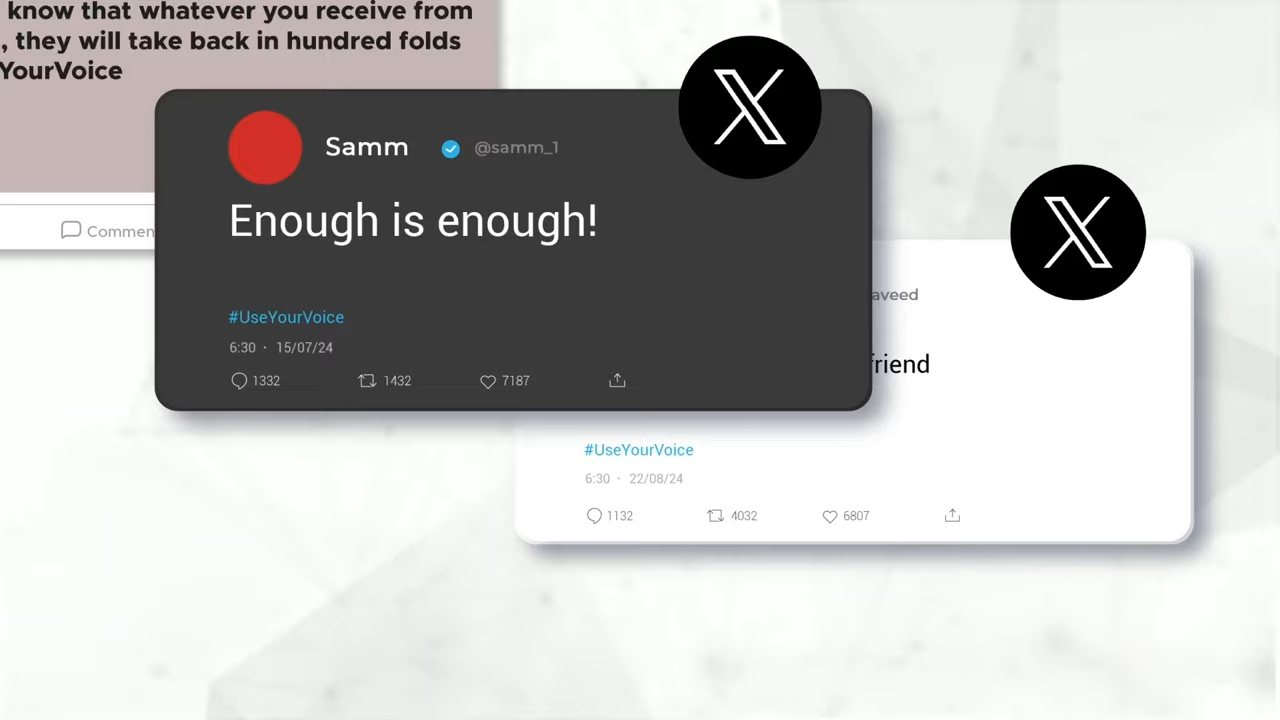 know that whatever you receive from
, they will take back in hundred folds
YourVoice
Commen
Samm @samm_1
Enough is enough!
#UseYourVoice
6:30 · 15/07/24
1332 1432 7187
aveed
friend
#UseYourVoice
6:30 · 22/08/24
1132 4032 6807